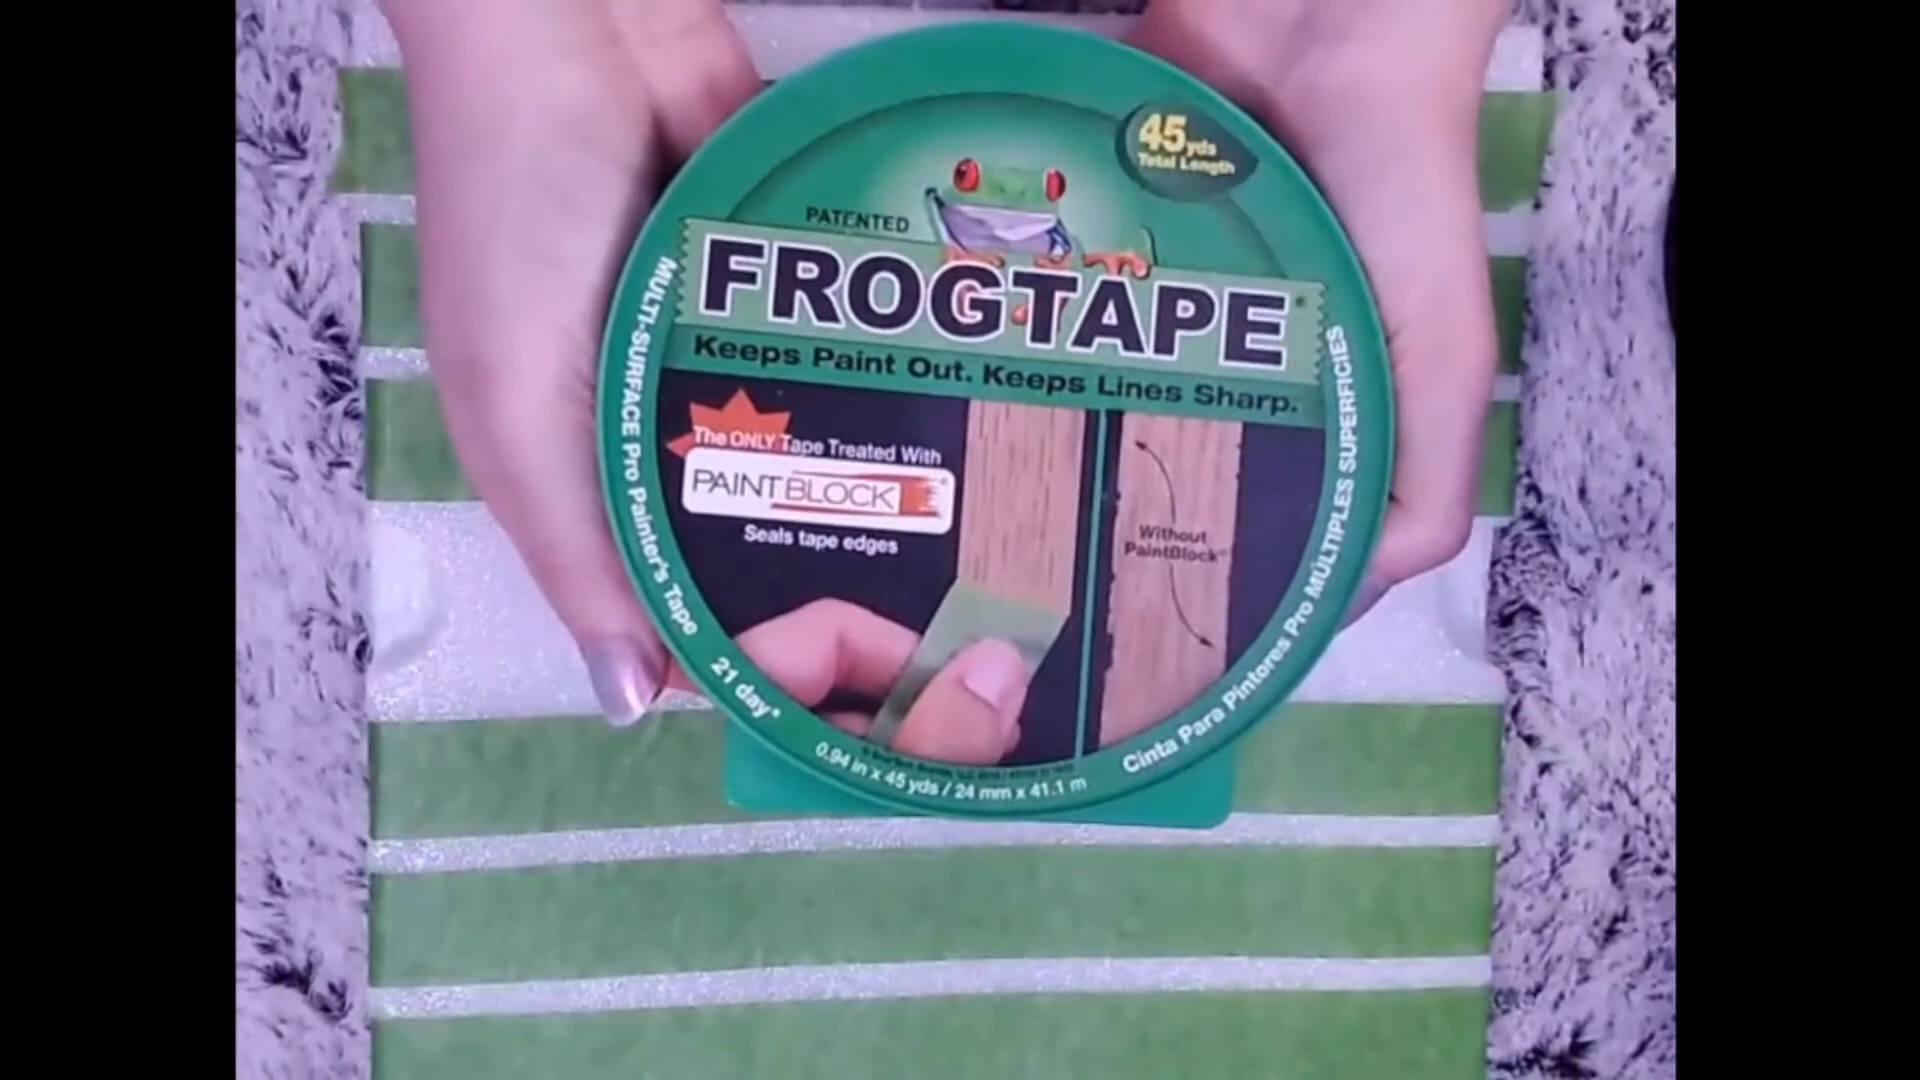 45 yds
Total Length
PATENTED
FROGTAPE®
Keeps Paint Out. Keeps Lines Sharp.
The ONLY Tape Treated With
PAINTBLOCK®
Seals tape edges
Without
PaintBlock®
MULTI-SURFACE Pro Painter's Tape
21 day*
0.94 in x 45 yds / 24 mm x 41.1 m
Cinta Para Pintores Pro MÚLTIPLES SUPERFICIES